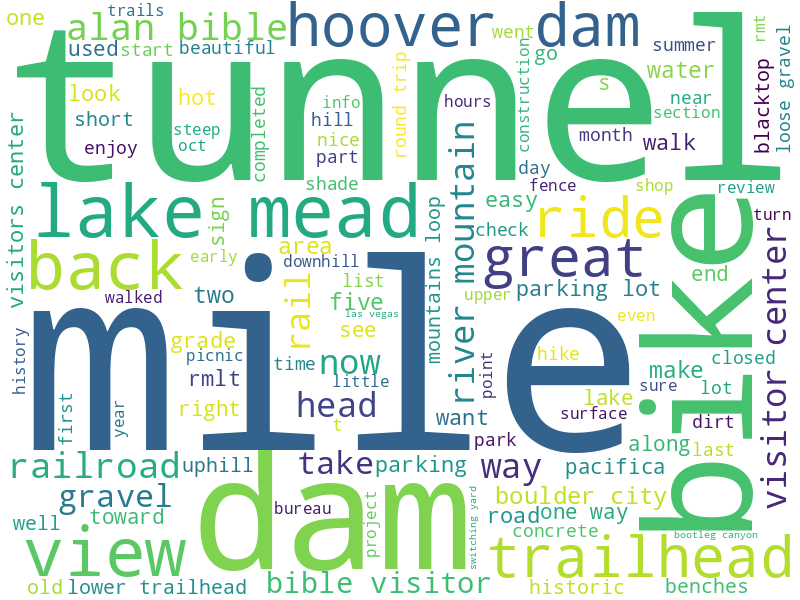 trails
one
alan bible
hoover dam
went
summer
rmt
used
start
beautiful
go
tunnel
look
hot
info
round trip
hours
construction
s
water
near
section
blacktop
loose gravel
short
steep
hill
completed
month
walk
enjoy
oct
nice
part
day
visitors center
shade
fence
shop
review
lake mead
sign
river mountain
easy
ride
turn
check
back
early
area
downhill
mountains loop
great
end
bike
visitor center
walked
two
rail
list
five
las vegas
upper
parking lot
mile
see
even
history
grade
picnic
time
now
point
hike
closed
rmlt
little
make
sure
lot
first
year
right
head
t
want
surface
lake
dirt
park
along
last
railroad
uphill
take
parking
way
pacifica
gravel
dam
project
switching yard
boulder city
well
toward
bureau
road
one way
concrete
bootleg canyon
view
trailhead
old
lower trailhead
bible visitor
historic
benches